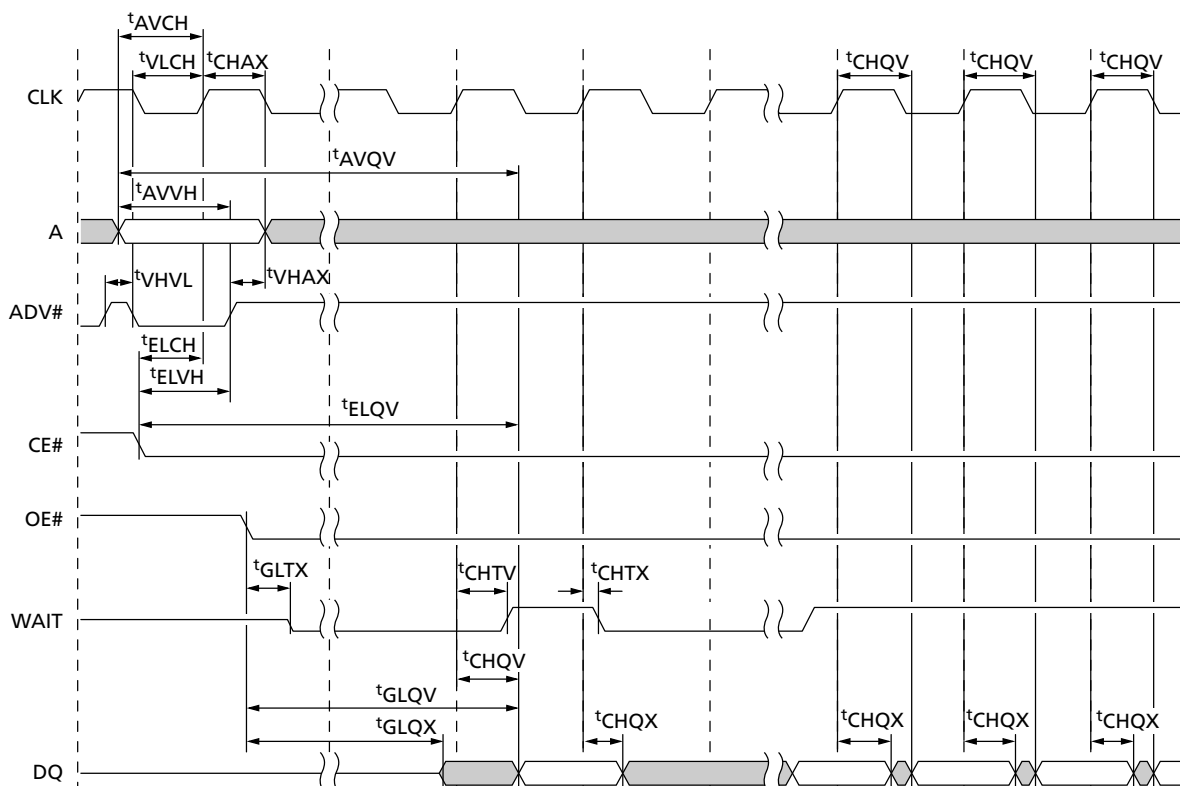 tAVCH
tVLCH tCHAX tCHQV tCHQV tCHQV
CLK
tAVQV
tAVVH
A
tVHVL tVHAX
ADV#
tELCH
tELVH
tELQV
CE#
OE#
tGLTX tCHTV tCHTX
WAIT
tCHQV
tGLQV
tGLQX tCHQX tCHQX tCHQX tCHQX
DQ